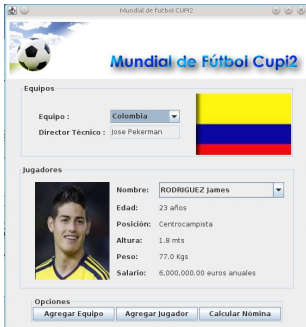 Mundial de Futbol CUPI2
Mundial de Fútbol Cupi2
Equipos
Equipo : Colombia
Director Técnico : Jose Pekerman
Jugadores
Nombre: RODRIGUEZ James
Edad: 23 años
Posición: Centrocampista
Altura: 1.8 mts
Peso: 77.0 Kgs
Salario: 6,000,000.00 euros anuales
Opciones
Agregar Equipo Agregar Jugador Calcular Nómina